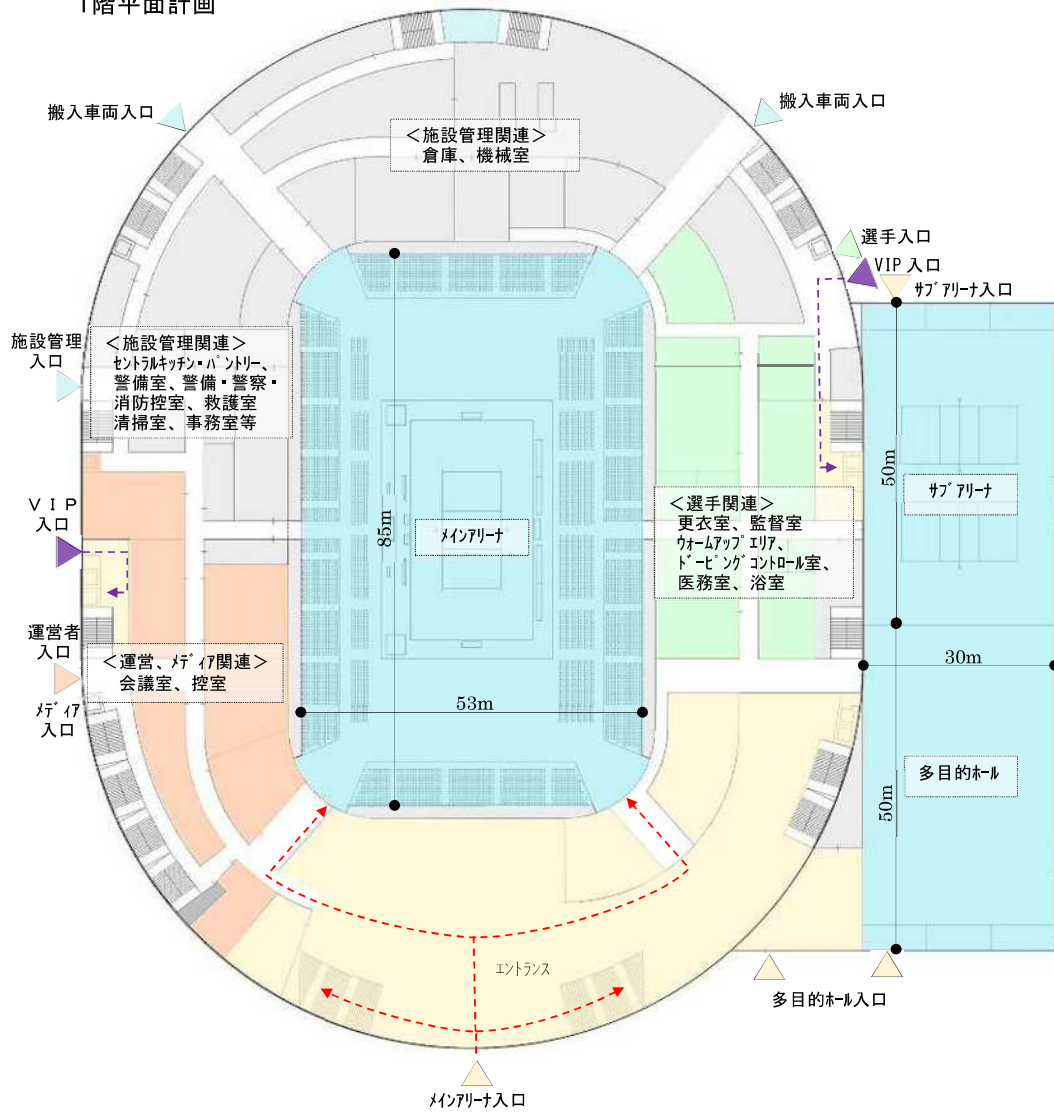 1階平面計画
搬入車両入口
搬入車両入口
＜施設管理関連＞
倉庫、機械室
選手入口
VIP 入口
サブアリーナ入口
施設管理
入口
＜施設管理関連＞
セントラルキッチン・パントリー、
警備室、警備・警察・
消防控室、救護室
清掃室、事務室等
50m
サブアリーナ
85m
メインアリーナ
＜選手関連＞
更衣室、監督室
ウォームアップエリア、
ドーピングコントロール室、
医務室、浴室
ＶＩＰ
入口
運営者
入口
＜運営、メディア関連＞
会議室、控室
メディア
入口
53m
30m
50m
多目的ホール
エントランス
多目的ホール入口
メインアリーナ入口